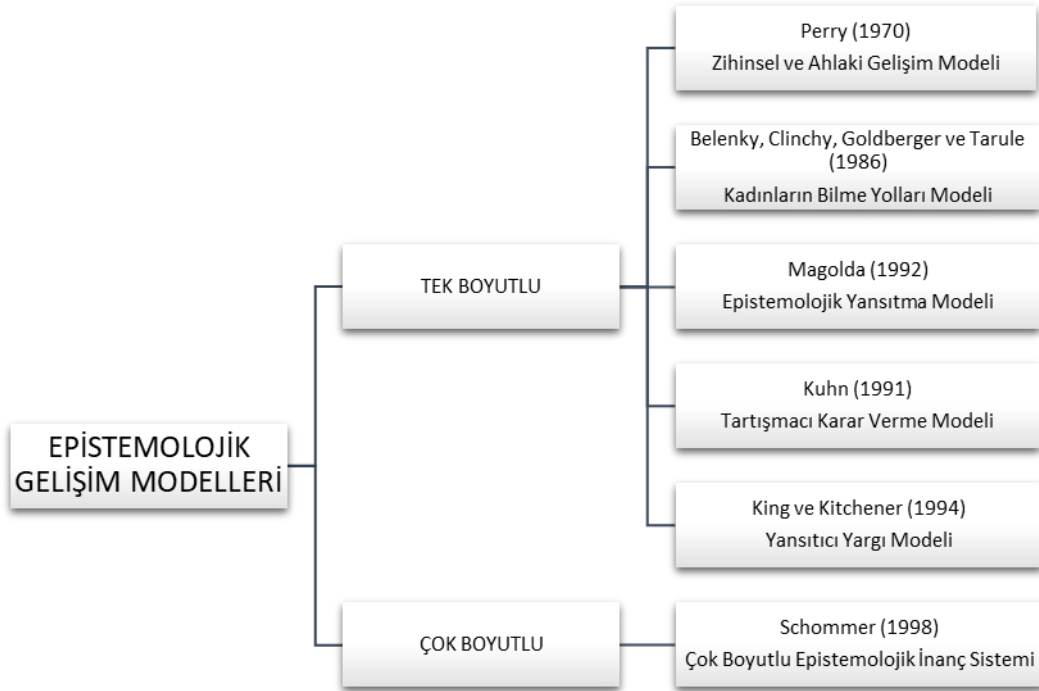 EPİSTEMOLOJİK
GELİŞİM MODELLERİ
TEK BOYUTLU
Perry (1970)
Zihinsel ve Ahlaki Gelişim Modeli
Belenky, Clinchy, Goldberger ve Tarule
(1986)
Kadınların Bilme Yolları Modeli
Magolda (1992)
Epistemolojik Yansıtma Modeli
Kuhn (1991)
Tartışmacı Karar Verme Modeli
King ve Kitchener (1994)
Yansıtıcı Yargı Modeli
ÇOK BOYUTLU
Schommer (1998)
Çok Boyutlu Epistemolojik İnanç Sistemi